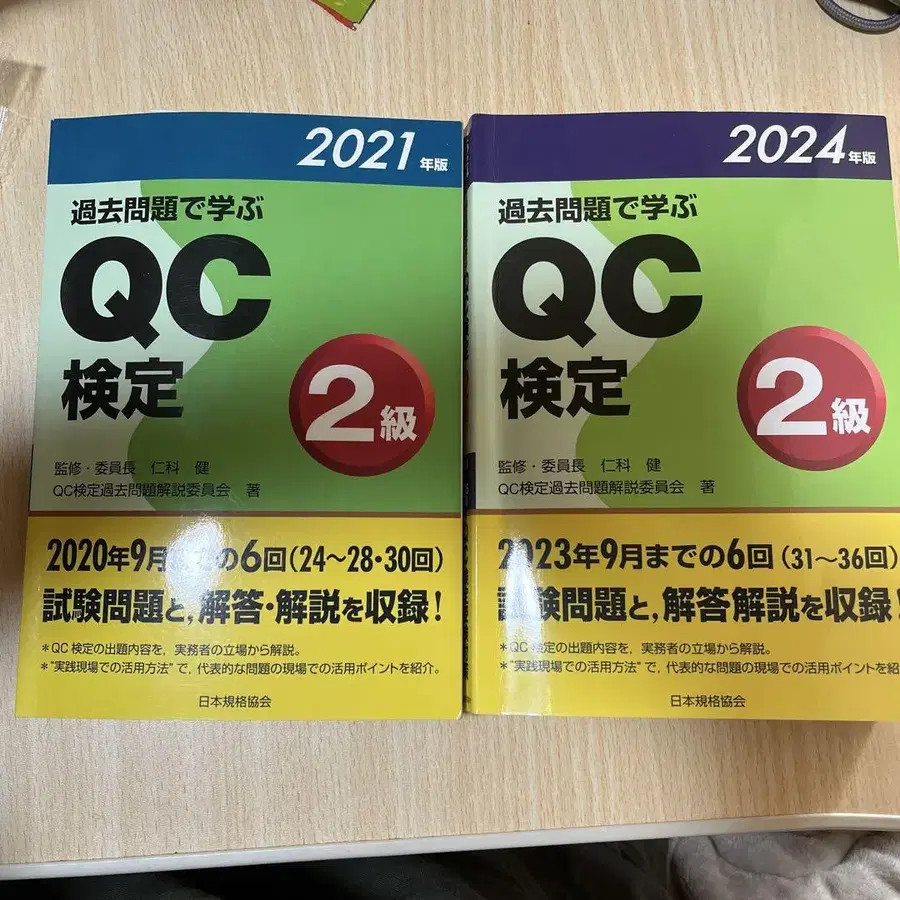 2021年版
過去問題で学ぶ
QC
検定
2級
監修・委員長 仁科 健
QC検定過去問題解説委員会 著
2020年9月 の6回(24～28・30回)
試験問題と,解答・解説を収録!
＊QC検定の出題内容を,実務者の立場から解説。
＊"実践現場での活用方法"で,代表的な問題の現場での活用ポイントを紹介。
日本規格協会
2024年版
過去問題で学ぶ
QC
検定
2級
監修・委員長 仁科 健
QC検定過去問題解説委員会 著
2023年9月までの6回(31～36回)
試験問題と,解答解説を収録!
＊QC検定の出題内容を,実務者の立場から解説。
＊"実践現場での活用方法"で,代表的な問題の現場での活用ポイントを紹
日本規格協会